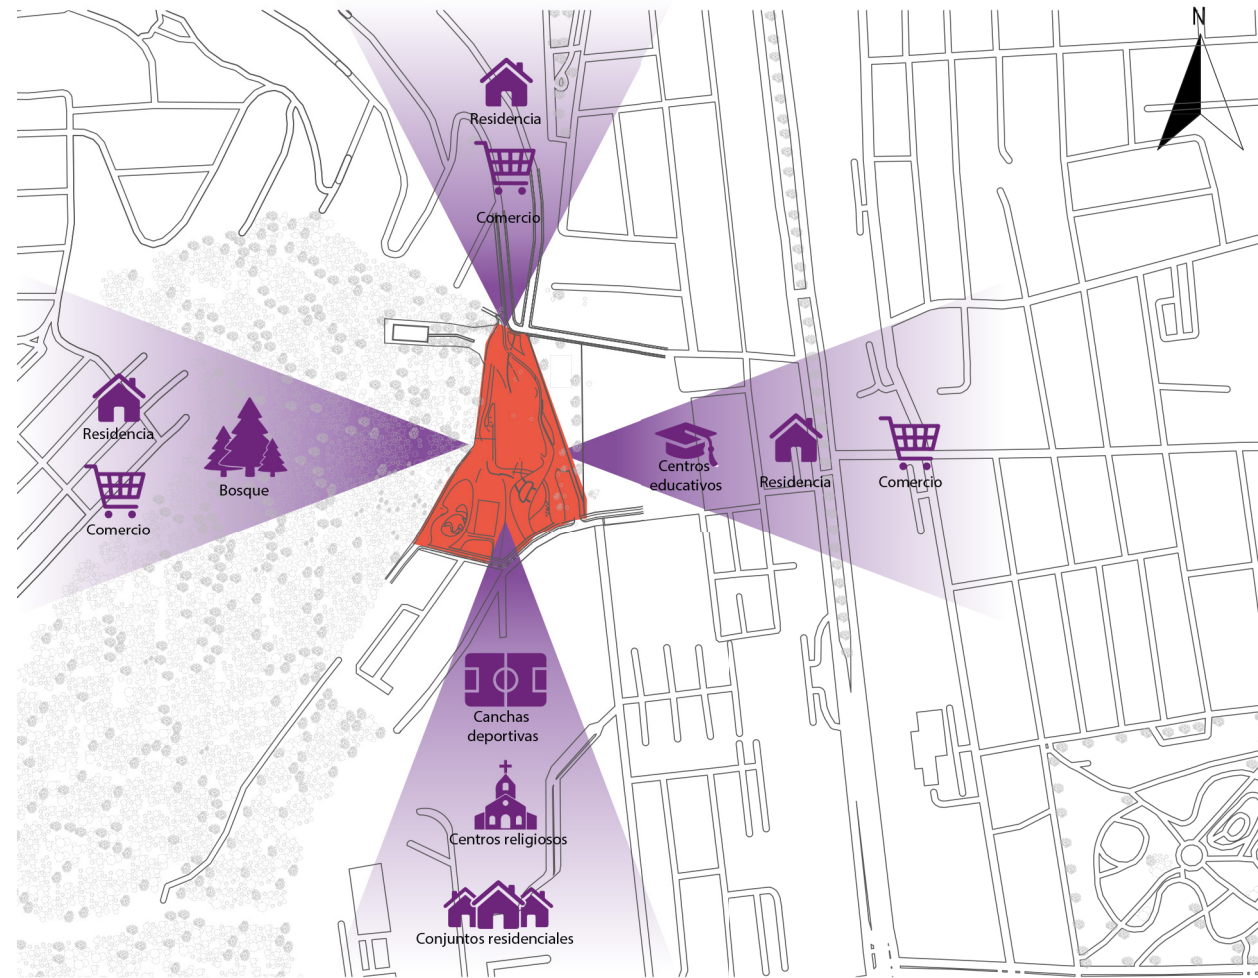 N
Residencia
Comercio
Residencia
Bosque
Comercio
Centros
educativos
Residencia
Comercio
Canchas
deportivas
Centros religiosos
Conjuntos residenciales